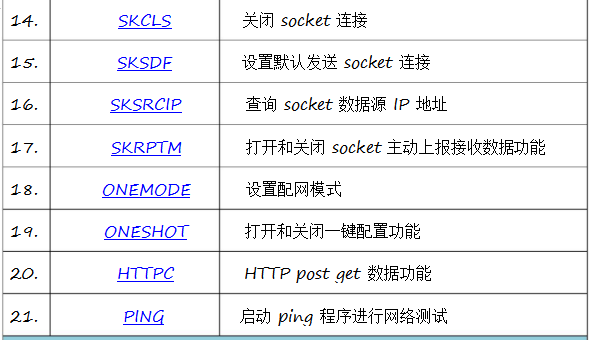 14. SKCLS 关闭 socket 连接
15. SKSDF 设置默认发送 socket 连接
16. SKSRCIP 查询 socket 数据源 IP 地址
17. SKRPTM 打开和关闭 socket 主动上报接收数据功能
18. ONEMODE 设置配网模式
19. ONESHOT 打开和关闭一键配置功能
20. HTTPC HTTP post get 数据功能
21. PING 启动 ping 程序进行网络测试